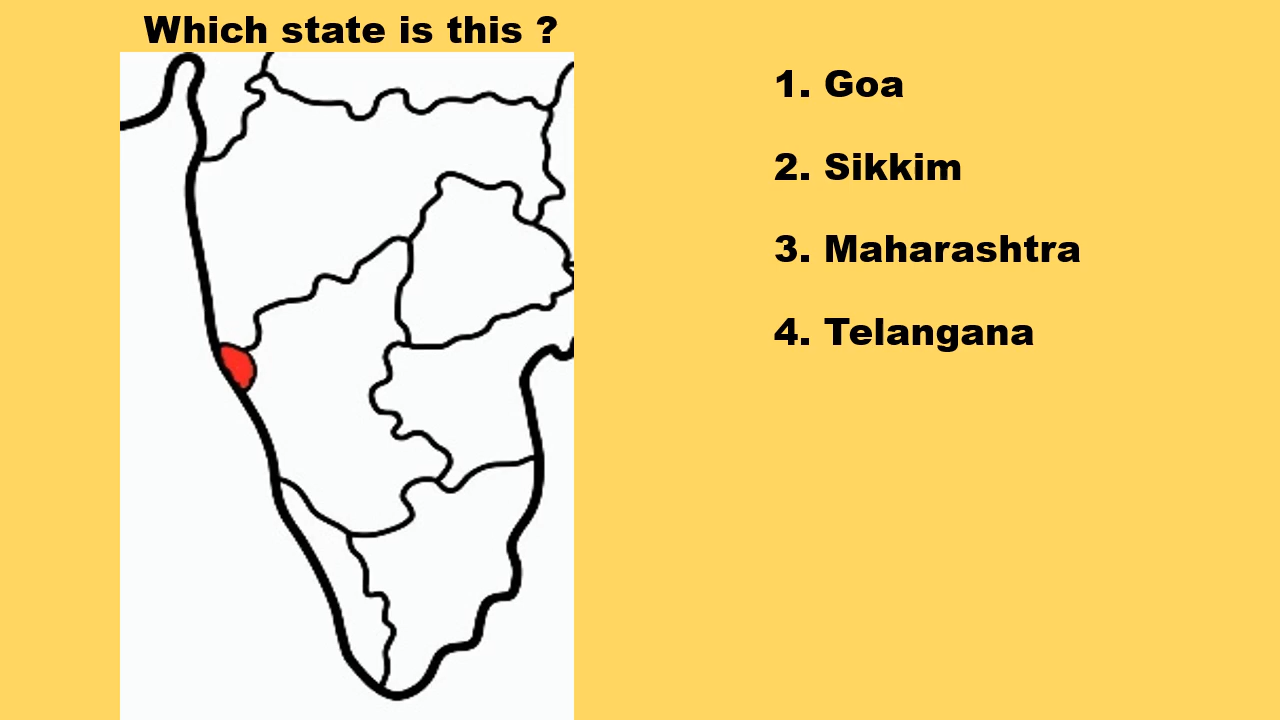 Which state is this ?
1. Goa
2. Sikkim
3. Maharashtra
4. Telangana